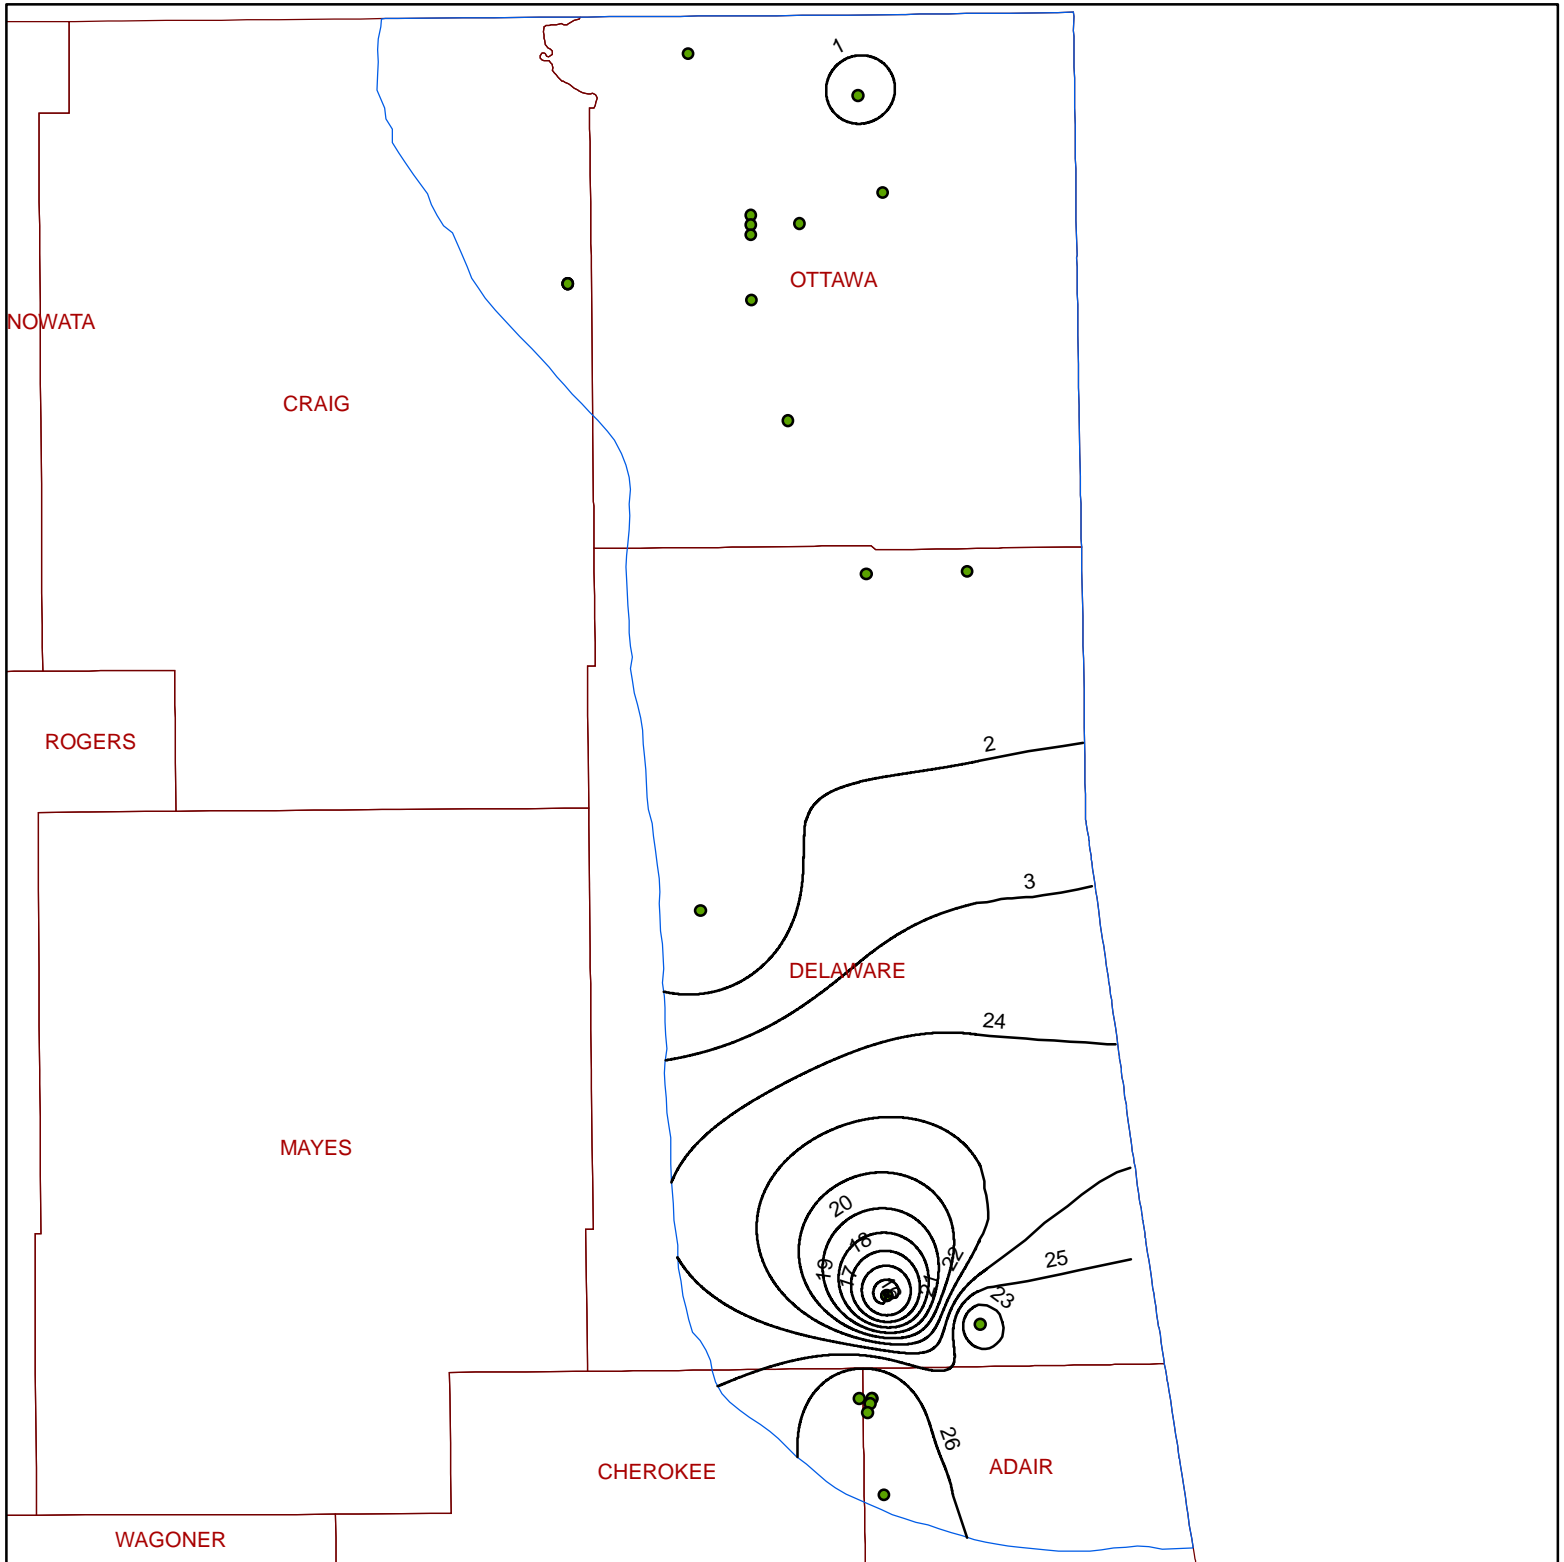 1
OTTAWA
NOWATA
CRAIG
ROGERS
2
3
DELAWARE
24
MAYES
20
18
19
17
22
21
25
23
26
CHEROKEE
ADAIR
WAGONER